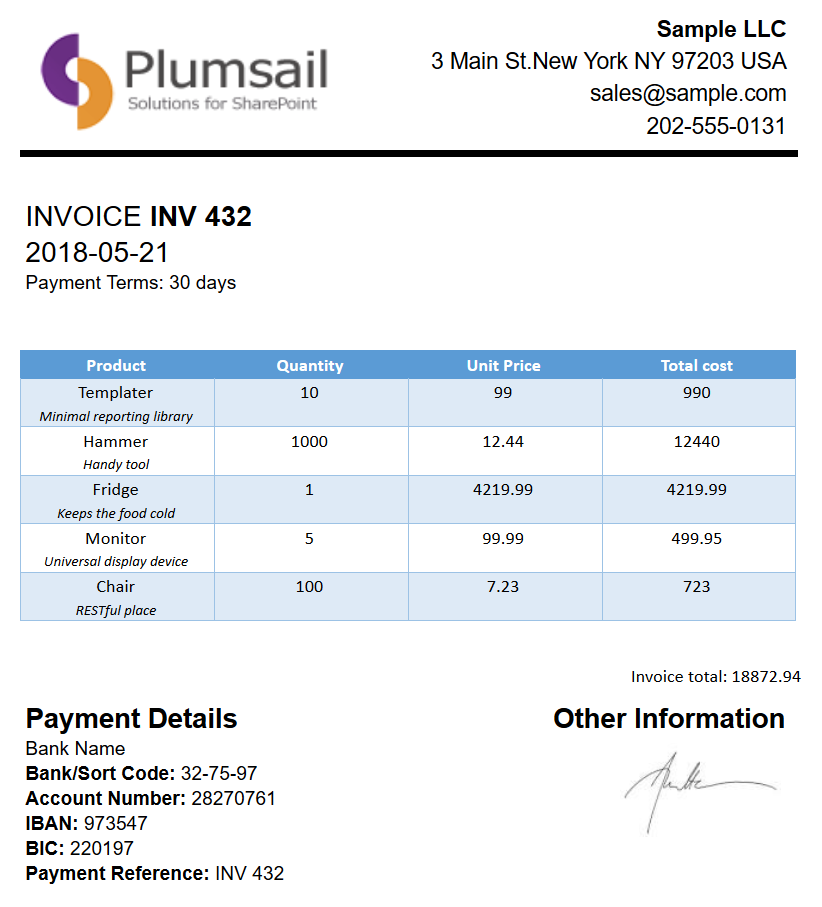 Plumsail
Solutions for SharePoint
Sample LLC
3 Main St.New York NY 97203 USA
sales@sample.com
202-555-0131
INVOICE INV 432
2018-05-21
Payment Terms: 30 days
Product Quantity Unit Price Total cost
Templater 10 99 990
Minimal reporting library
Hammer 1000 12.44 12440
Handy tool
Fridge 1 4219.99 4219.99
Keeps the food cold
Monitor 5 99.99 499.95
Universal display device
Chair 100 7.23 723
RESTful place
Invoice total: 18872.94
Payment Details
Bank Name
Bank/Sort Code: 32-75-97
Account Number: 28270761
IBAN: 973547
BIC: 220197
Payment Reference: INV 432
Other Information